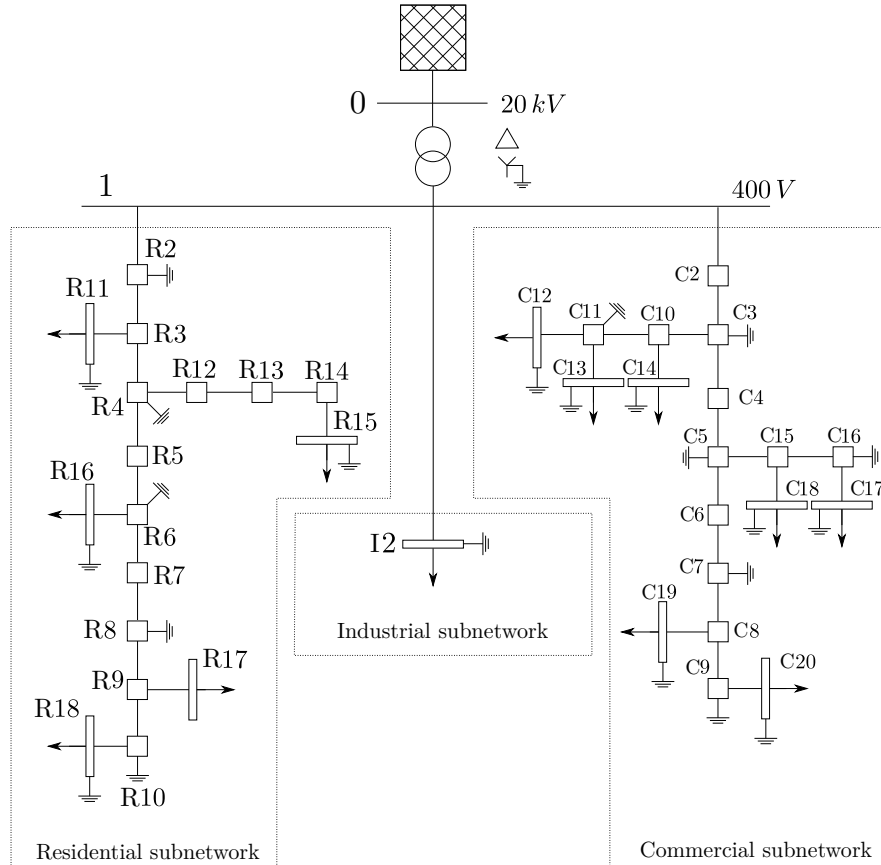 0
20 kV
1
400 V
R2
R11
R3
R12
R13
R14
R4
R15
R5
R16
R6
R7
R8
R17
R9
R18
R10
Residential subnetwork
I2
Industrial subnetwork
C2
C12
C11
C10
C3
C13
C14
C4
C5
C15
C16
C18
C17
C6
C7
C19
C8
C9
C20
Commercial subnetwork